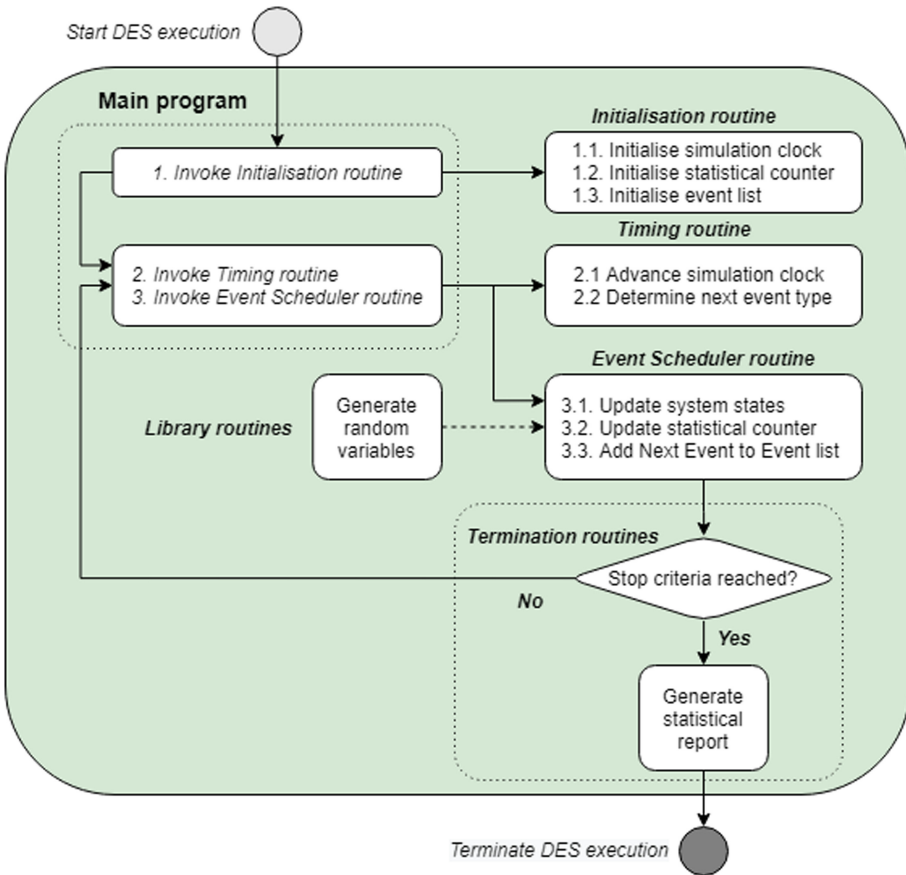 Start DES execution
Main program
1. Invoke Initialisation routine
Initialisation routine
1.1. Initialise simulation clock
1.2. Initialise statistical counter
1.3. Initialise event list
2. Invoke Timing routine
3. Invoke Event Scheduler routine
Timing routine
2.1 Advance simulation clock
2.2 Determine next event type
Event Scheduler routine
3.1. Update system states
3.2. Update statistical counter
3.3. Add Next Event to Event list
Library routines
Generate
random
variables
Termination routines
Stop criteria reached?
No
Yes
Generate
statistical
report
Terminate DES execution